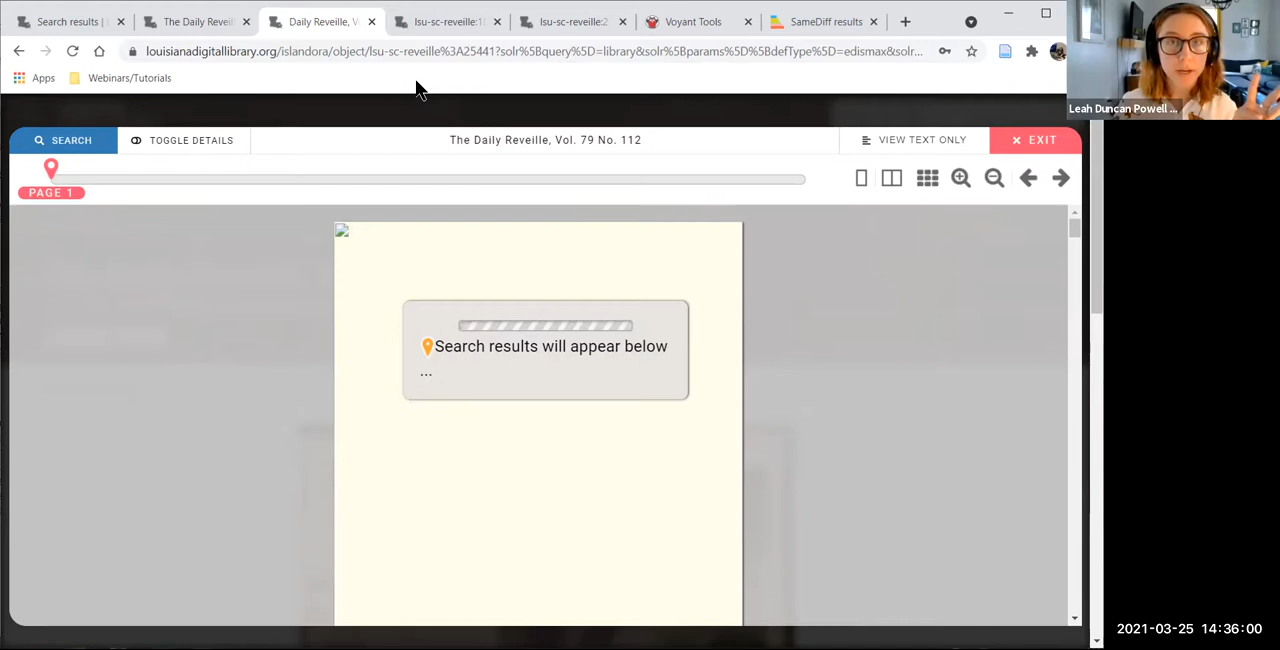 Search results |
The Daily Reveill
Daily Reveille, V
lsu-sc-reveille:1
lsu-sc-reveille:2
Voyant Tools
SameDiff results
louisianadigitallibrary.org/islandora/object/lsu-sc-reveille%3A25441?solr%5Bquery%5D=library&solr%5Bparams%5D%5BdefType%5D=edismax&solr...
Apps Webinars/Tutorials
Leah Duncan Powell ...
SEARCH TOGGLE DETAILS The Daily Reveille, Vol. 79 No. 112 VIEW TEXT ONLY EXIT
PAGE 1
Search results will appear below
...
2021-03-25 14:36:00